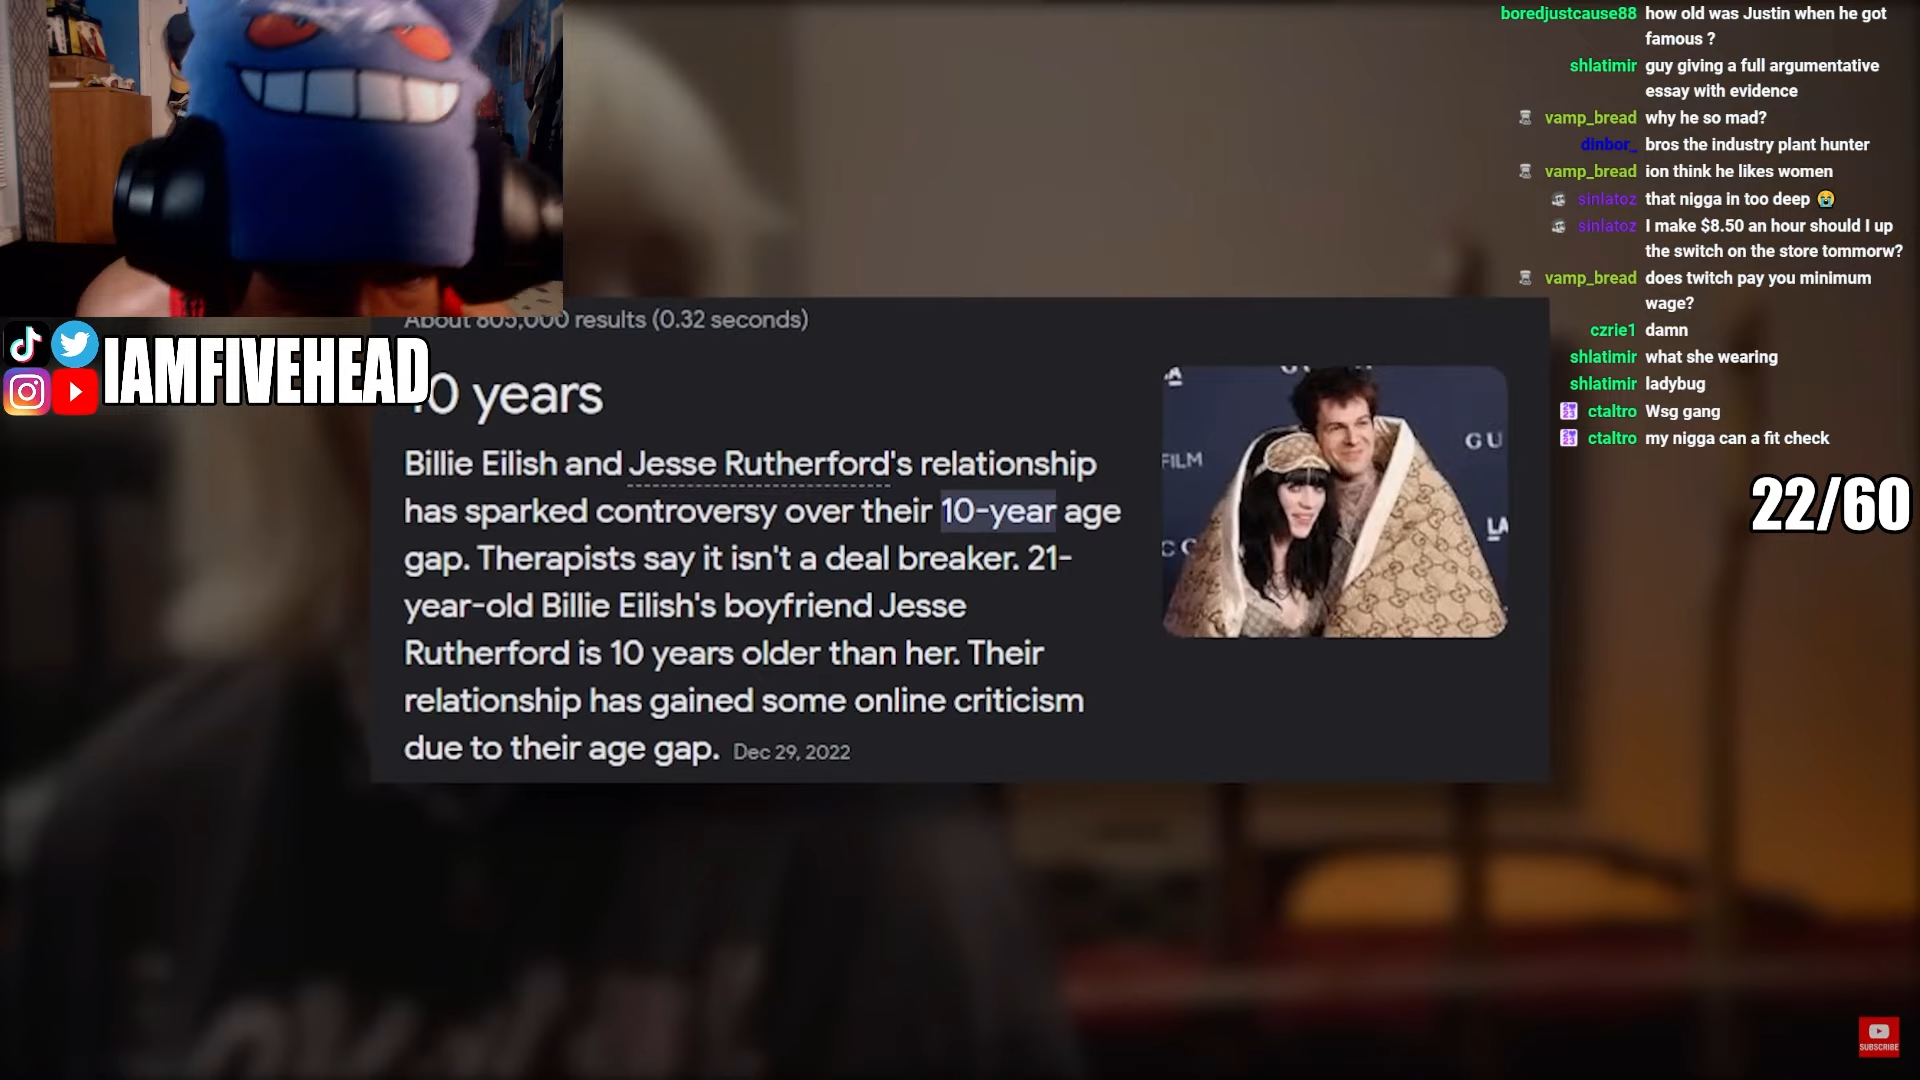 boredjustcause88 how old was Justin when he got
famous ?
shlatimir guy giving a full argumentative
essay with evidence
vamp_bread why he so mad?
dinbor_ bros the industry plant hunter
vamp_bread ion think he likes women
sinlatoz that nigga in too deep 😭
sinlatoz I make $8.50 an hour should I up
the switch on the store tommorw?
vamp_bread does twitch pay you minimum
wage?
czrie1 damn
shlatimir what she wearing
shlatimir ladybug
ctaltro Wsg gang
ctaltro my nigga can a fit check
22/60
IAMFIVEHEAD
About 805,000 results (0.32 seconds)
10 years
Billie Eilish and Jesse Rutherford's relationship
has sparked controversy over their 10-year age
gap. Therapists say it isn't a deal breaker. 21-
year-old Billie Eilish's boyfriend Jesse
Rutherford is 10 years older than her. Their
relationship has gained some online criticism
due to their age gap. Dec 29, 2022
FILM
GU
LA
SUBSCRIBE